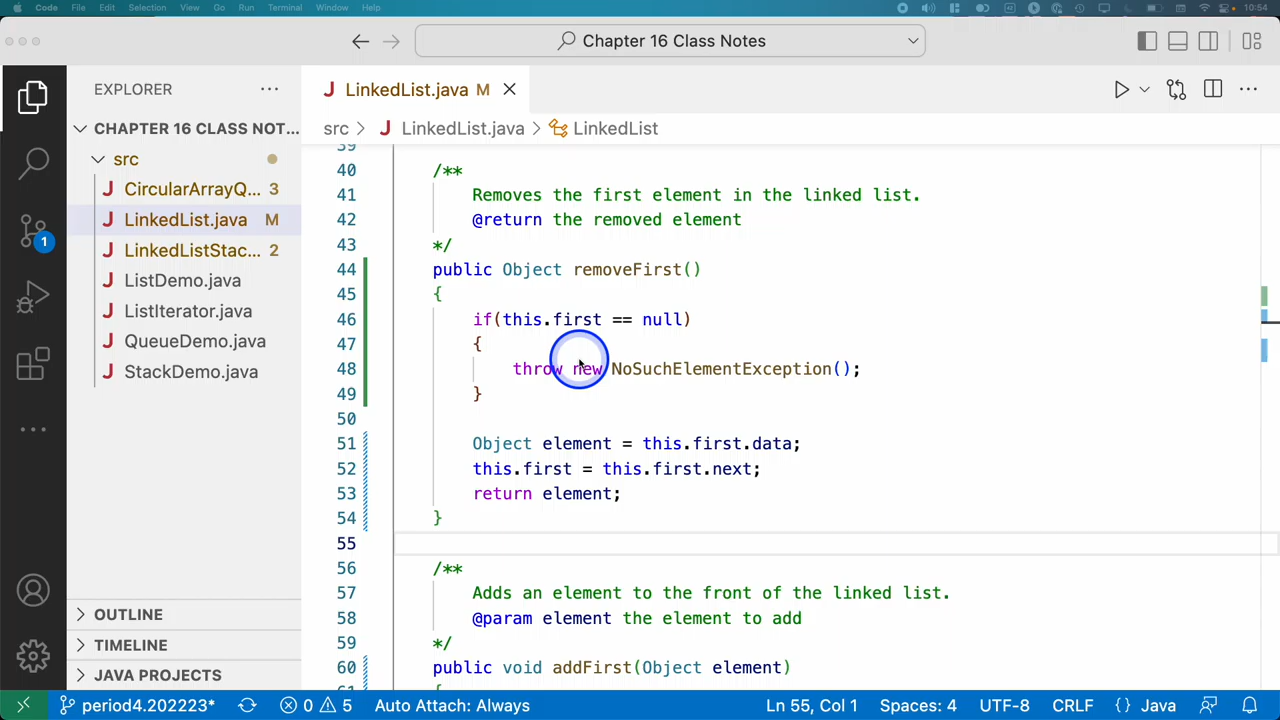 Code File Edit Selection View Go Run Terminal Window Help 10:54
Chapter 16 Class Notes
EXPLORER
LinkedList.java M
CHAPTER 16 CLASS NOT...
src > J LinkedList.java > LinkedList
src
J CircularArrayQ... 3
J LinkedList.java M
J LinkedListStac... 2
J ListDemo.java
J ListIterator.java
J QueueDemo.java
J StackDemo.java
OUTLINE
TIMELINE
JAVA PROJECTS
39
40 /**
41 Removes the first element in the linked list.
42 @return the removed element
43 */
44 public Object removeFirst()
45 {
46 if(this.first == null)
47 {
48 throw new NoSuchElementException();
49 }
50
51 Object element = this.first.data;
52 this.first = this.first.next;
53 return element;
54 }
55
56 /**
57 Adds an element to the front of the linked list.
58 @param element the element to add
59 */
60 public void addFirst(Object element)
61 {
1
period4.202223* 0 5 Auto Attach: Always Ln 55, Col 1 Spaces: 4 UTF-8 CRLF {} Java